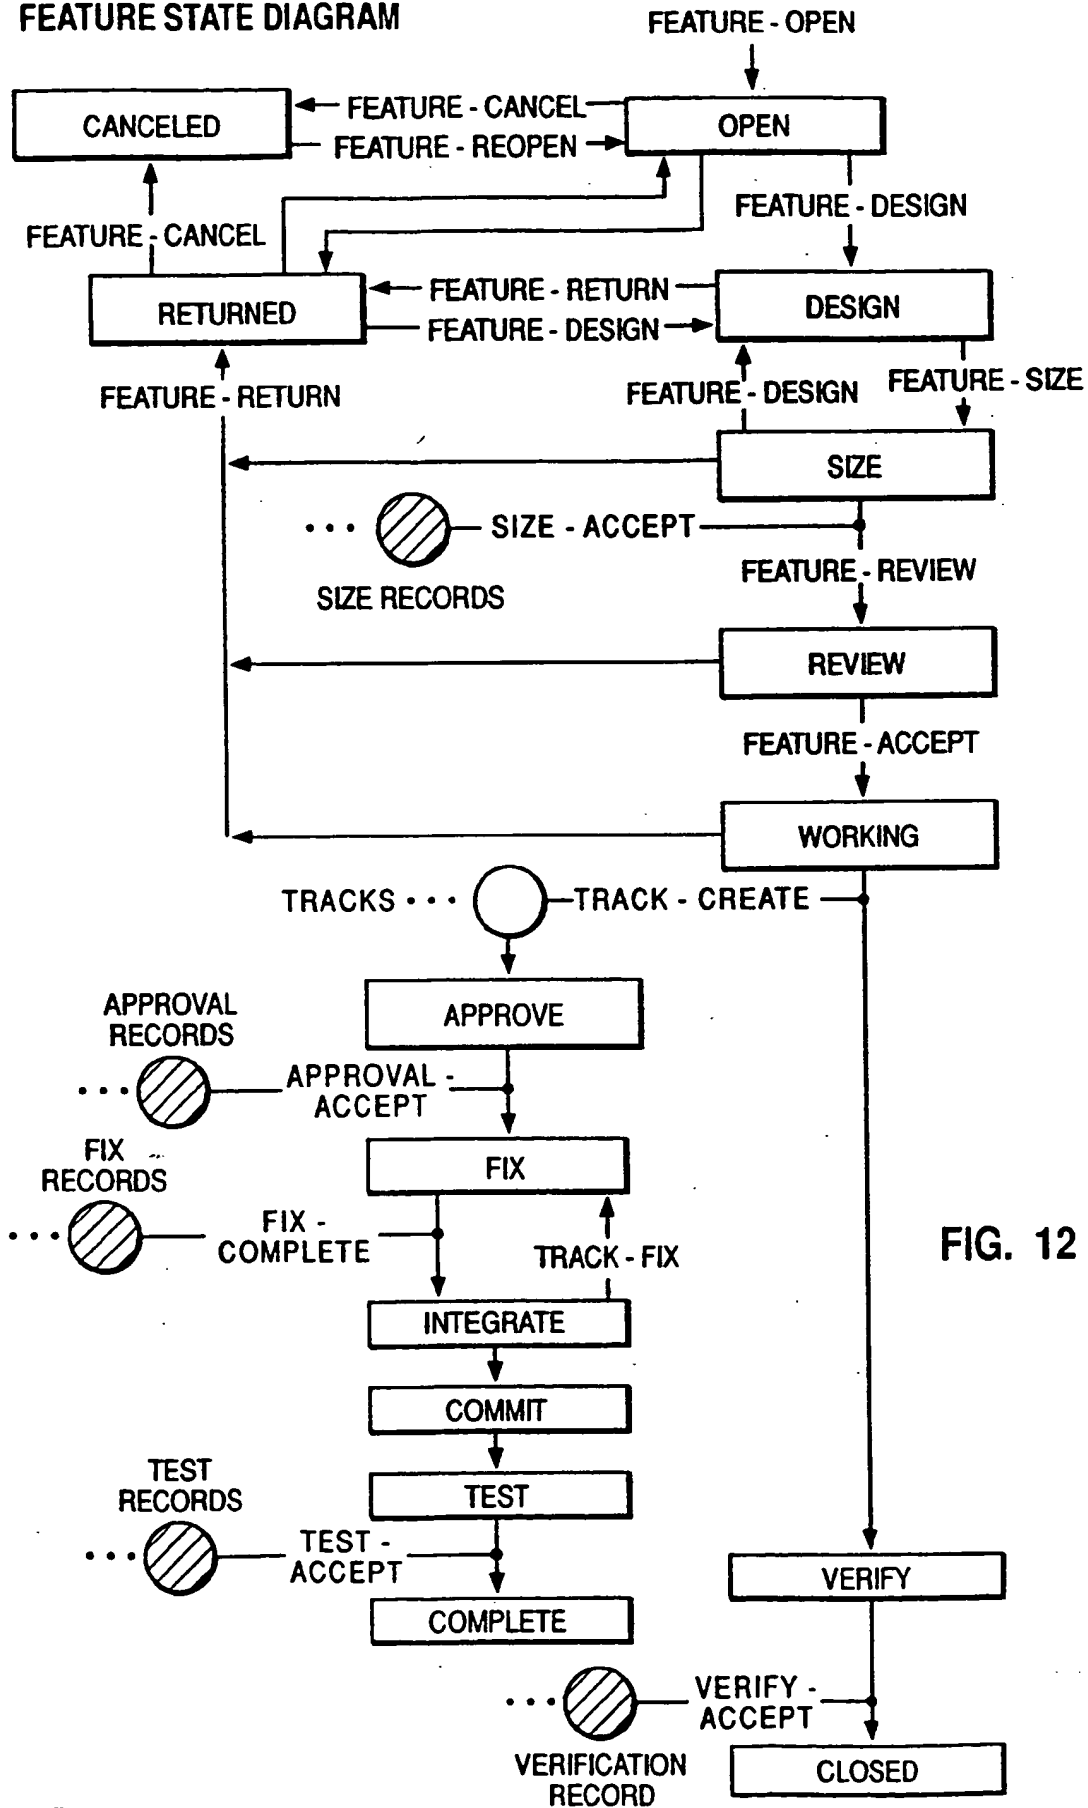 FEATURE STATE DIAGRAM
FEATURE - OPEN
CANCELED
FEATURE - CANCEL
FEATURE - REOPEN
OPEN
FEATURE - CANCEL
FEATURE - DESIGN
RETURNED
FEATURE - RETURN
FEATURE - DESIGN
DESIGN
FEATURE - RETURN
FEATURE - DESIGN
FEATURE - SIZE
SIZE
SIZE - ACCEPT
SIZE RECORDS
FEATURE - REVIEW
REVIEW
FEATURE - ACCEPT
WORKING
TRACKS
TRACK - CREATE
APPROVE
APPROVAL
RECORDS
APPROVAL -
ACCEPT
FIX
FIX
RECORDS
FIX -
COMPLETE
TRACK - FIX
FIG. 12
INTEGRATE
COMMIT
TEST
TEST
RECORDS
TEST -
ACCEPT
COMPLETE
VERIFY
VERIFY -
ACCEPT
VERIFICATION
RECORD
CLOSED